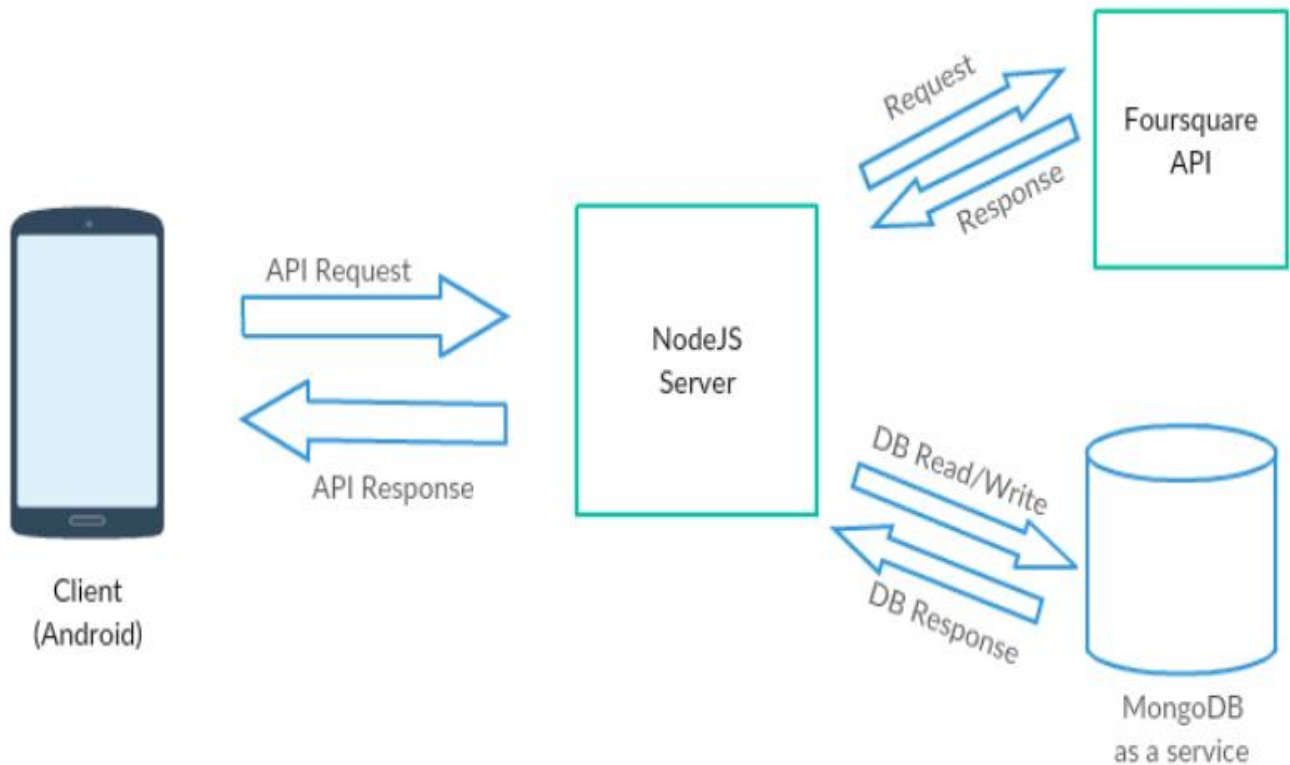 Request
Foursquare
API
Response
API Request
NodeJS
Server
API Response
DB Read/Write
DB Response
Client
(Android)
MongoDB
as a service